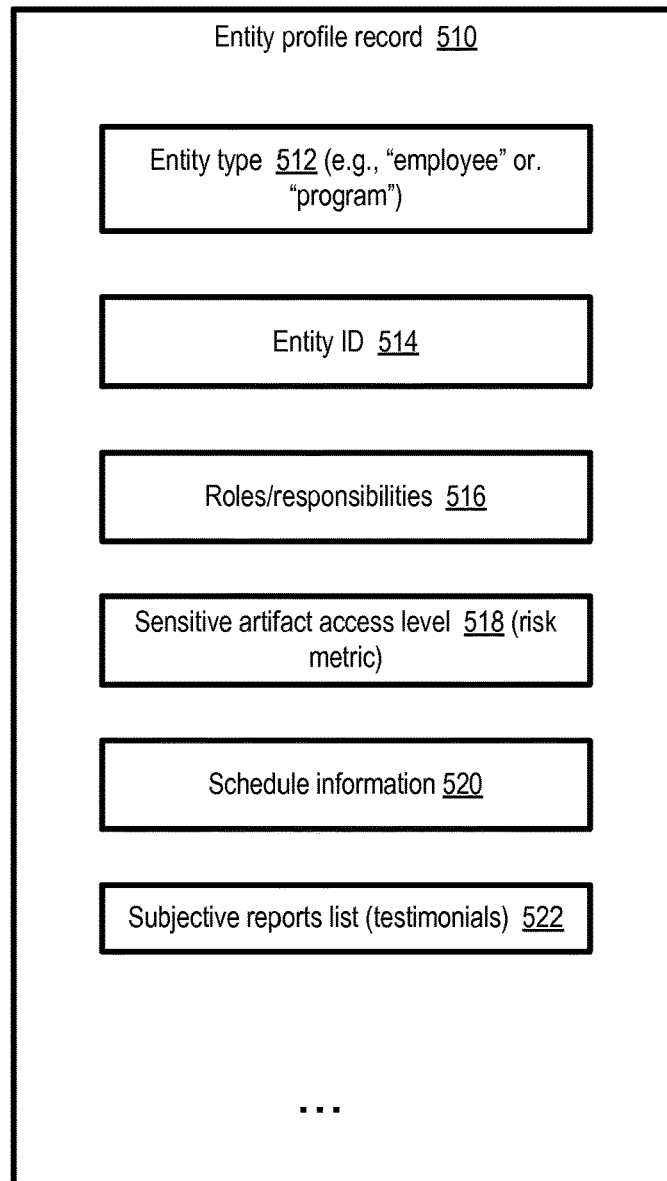 Entity profile record 510
Entity type 512 (e.g., “employee” or.
“program”)
Entity ID 514
Roles/responsibilities 516
Sensitive artifact access level 518 (risk
metric)
Schedule information 520
Subjective reports list (testimonials) 522
...